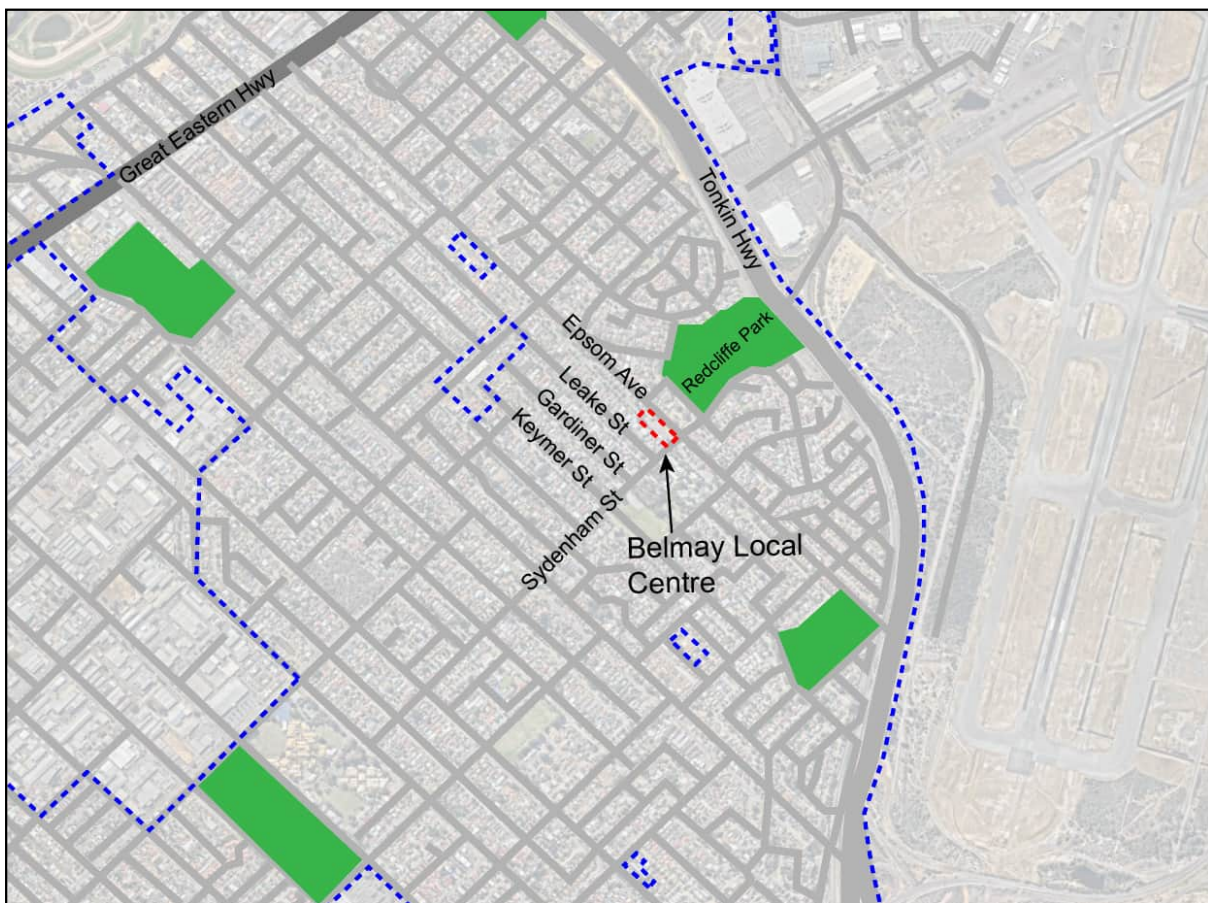 Great Eastern Hwy
Tonkin Hwy
Redcliffe Park
Epsom Ave
Leake St
Gardiner St
Keymer St
Sydenham St
Belmay Local
Centre